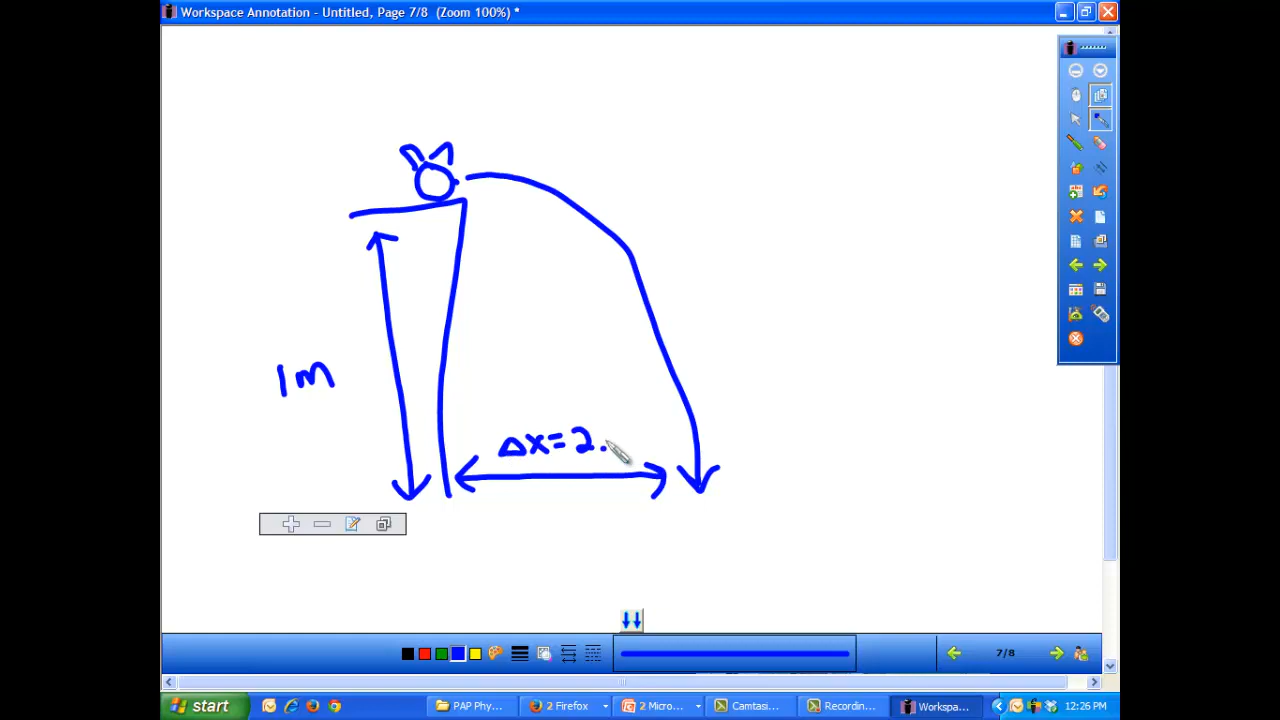 Workspace Annotation - Untitled, Page 7/8 (Zoom 100%) *
1m
Δx=2.
7/8
start
PAP Phy...
2 Firefox
2 Micro...
Camtasi...
Recordin...
Workspa...
12:26 PM